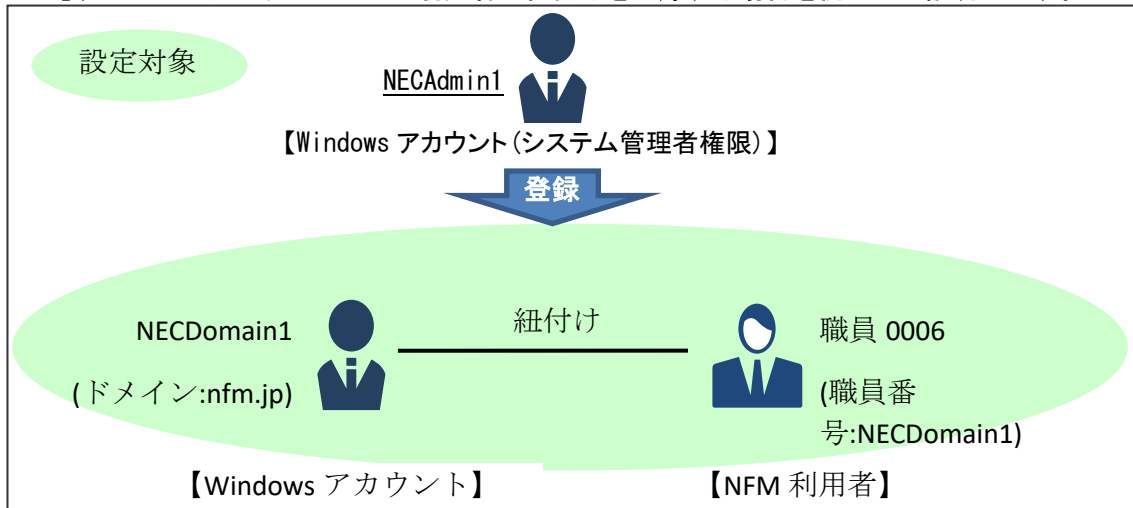 設定対象
NECAdmin1
【Windows アカウント(システム管理者権限)】
登録
NECDomain1
(ドメイン:nfm.jp)
紐付け
職員 0006
(職員番
号:NECDomain1)
【Windows アカウント】
【NFM 利用者】